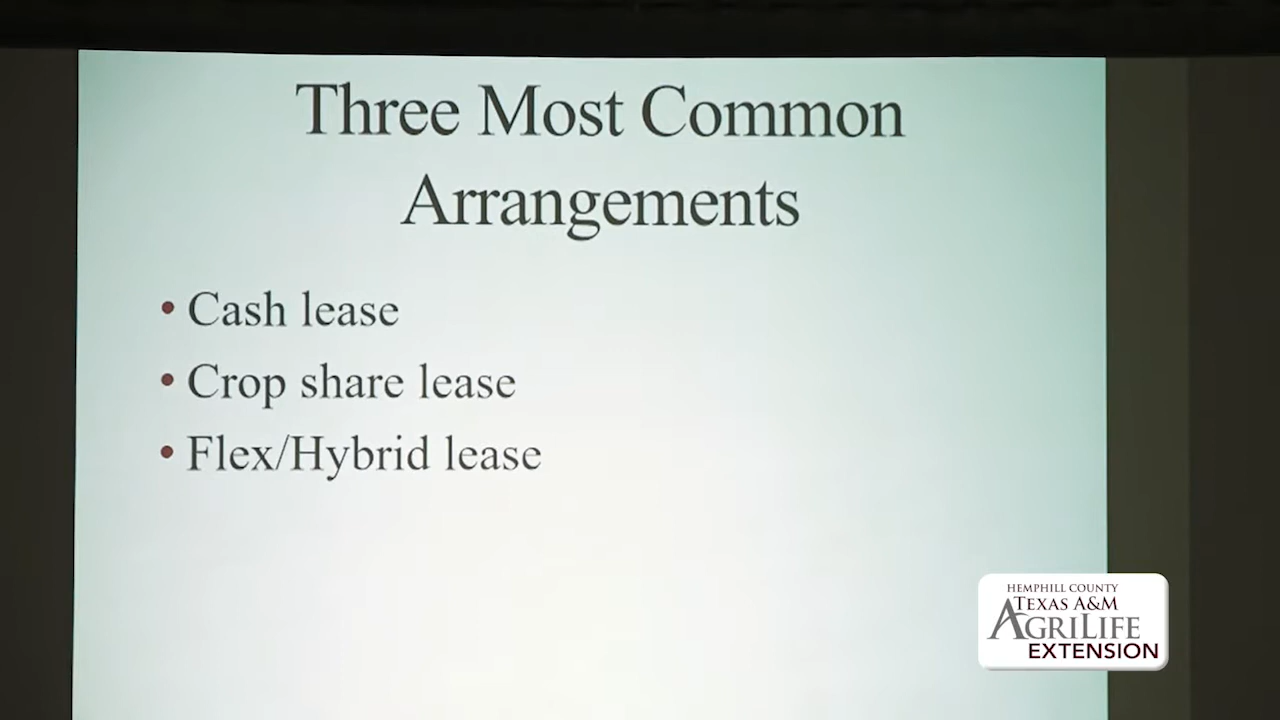 Three Most Common
Arrangements
• Cash lease
• Crop share lease
• Flex/Hybrid lease
HEMPHILL COUNTY
TEXAS A&M
AGRILIFE
EXTENSION